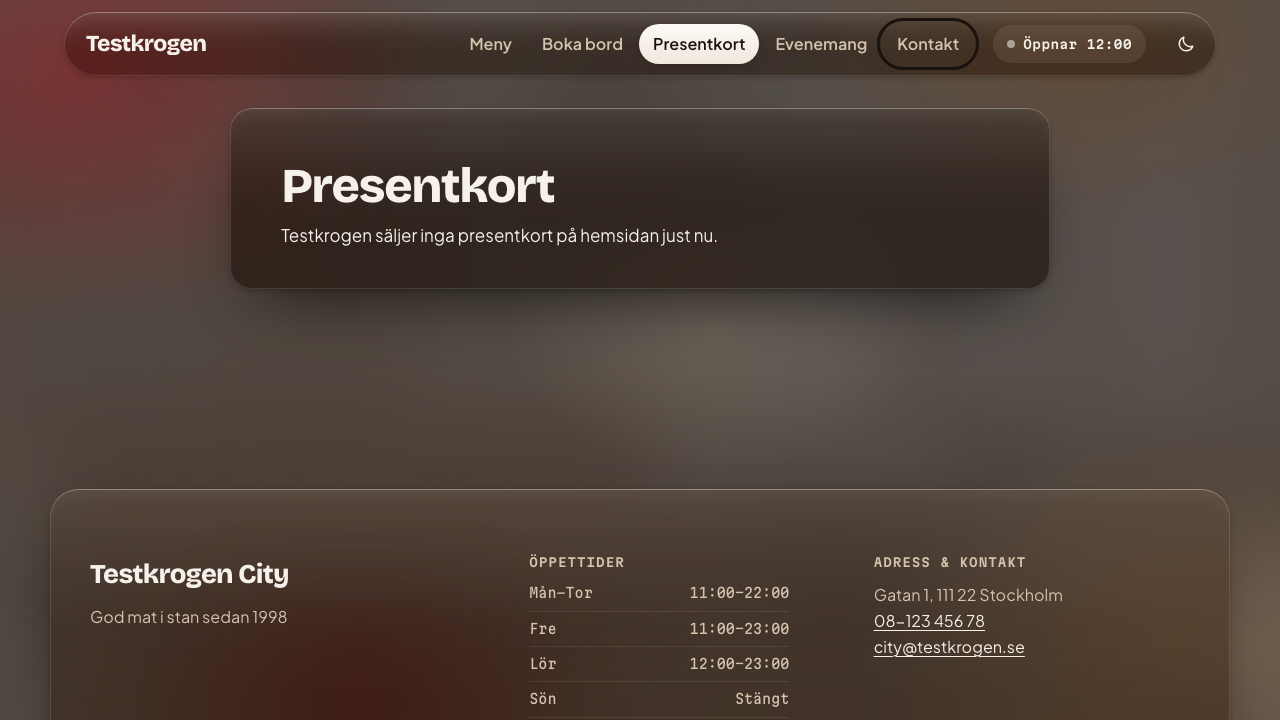 Testkrogen
Meny
Boka bord
Presentkort
Evenemang
Kontakt
Öppnar 12:00
Presentkort
Testkrogen säljer inga presentkort på hemsidan just nu.
Testkrogen City
God mat i stan sedan 1998
ÖPPETTIDER
Mån–Tor 11:00–22:00
Fre 11:00–23:00
Lör 12:00–23:00
Sön Stängt
ADRESS & KONTAKT
Gatan 1, 111 22 Stockholm
08-123 456 78
city@testkrogen.se